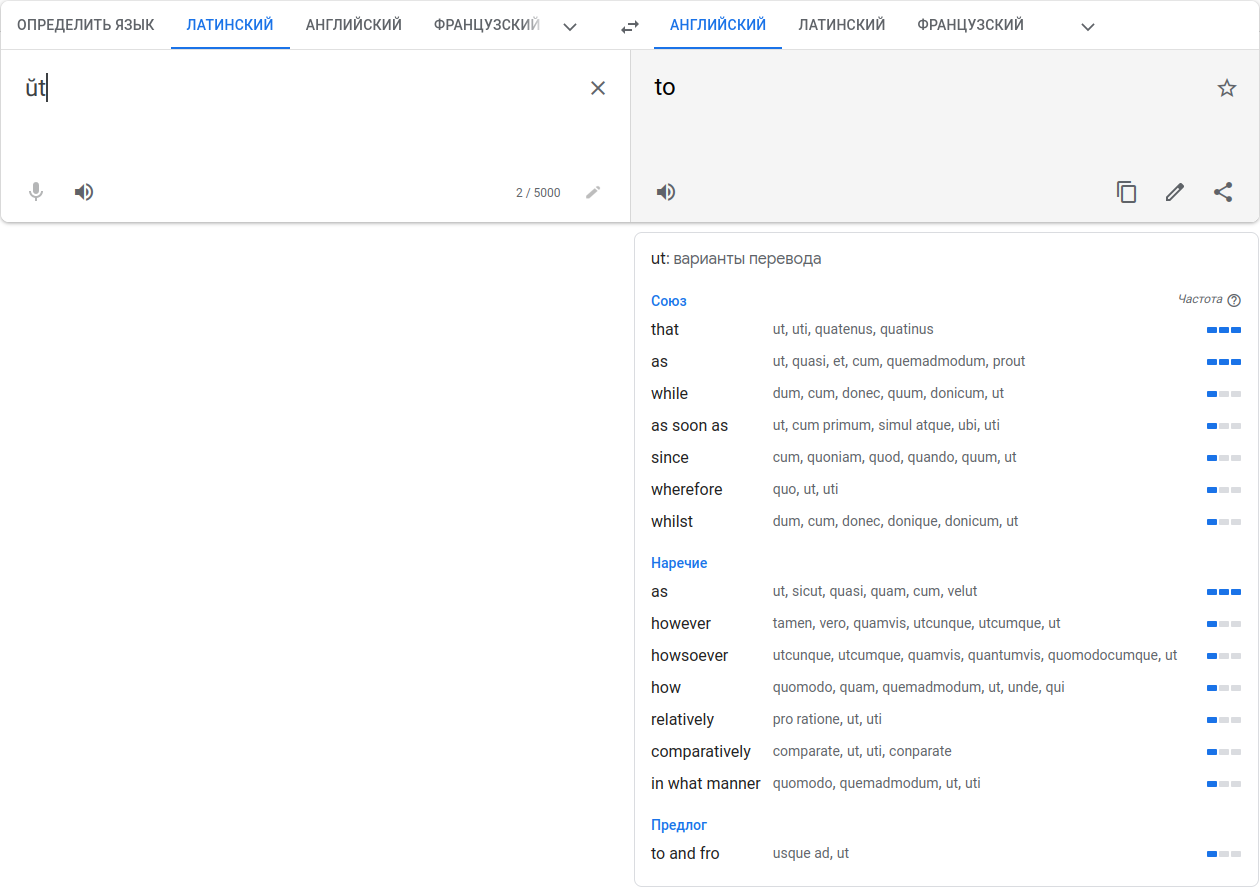 ОПРЕДЕЛИТЬ ЯЗЫК ЛАТИНСКИЙ АНГЛИЙСКИЙ ФРАНЦУЗСКИЙ АНГЛИЙСКИЙ ЛАТИНСКИЙ ФРАНЦУЗСКИЙ
ŭt
to
2 / 5000
ut: варианты перевода
Союз Частота
that ut, uti, quatenus, quatinus
as ut, quasi, et, cum, quemadmodum, prout
while dum, cum, donec, quum, donicum, ut
as soon as ut, cum primum, simul atque, ubi, uti
since cum, quoniam, quod, quando, quum, ut
wherefore quo, ut, uti
whilst dum, cum, donec, donique, donicum, ut
Наречие
as ut, sicut, quasi, quam, cum, velut
however tamen, vero, quamvis, utcunque, utcumque, ut
howsoever utcunque, utcumque, quamvis, quantumvis, quomodocumque, ut
how quomodo, quam, quemadmodum, ut, unde, qui
relatively pro ratione, ut, uti
comparatively comparate, ut, uti, conparate
in what manner quomodo, quemadmodum, ut, uti
Предлог
to and fro usque ad, ut